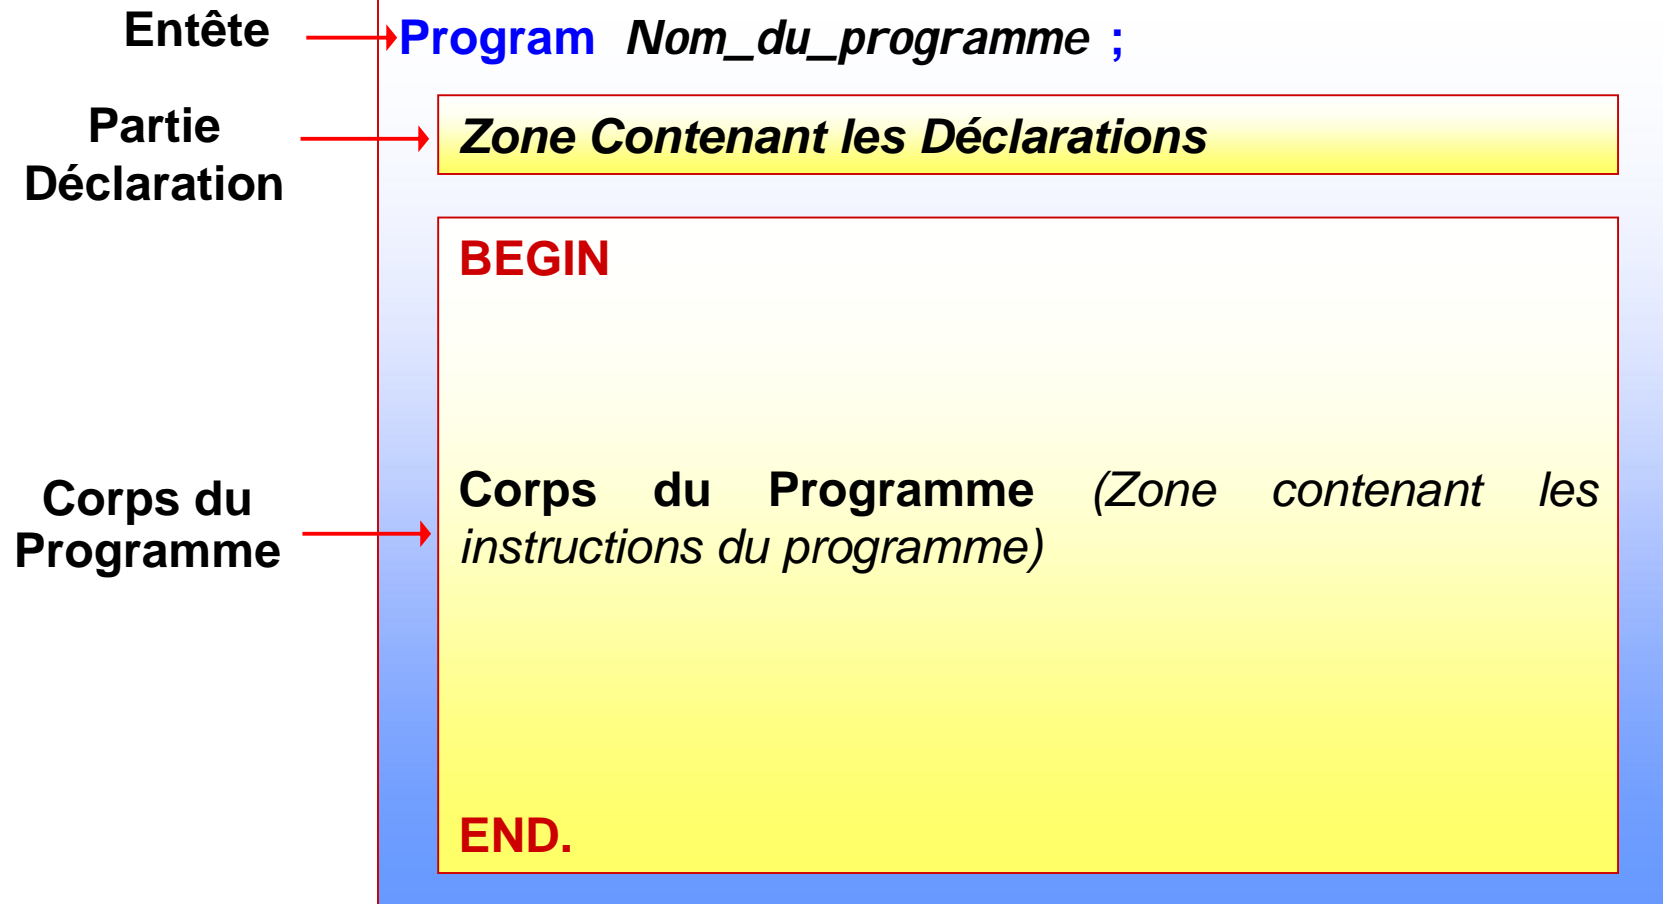 Entête
Program Nom_du_programme ;
Partie
Déclaration
Zone Contenant les Déclarations
BEGIN
Corps du
Programme
Corps du Programme (Zone contenant les
instructions du programme)
END.